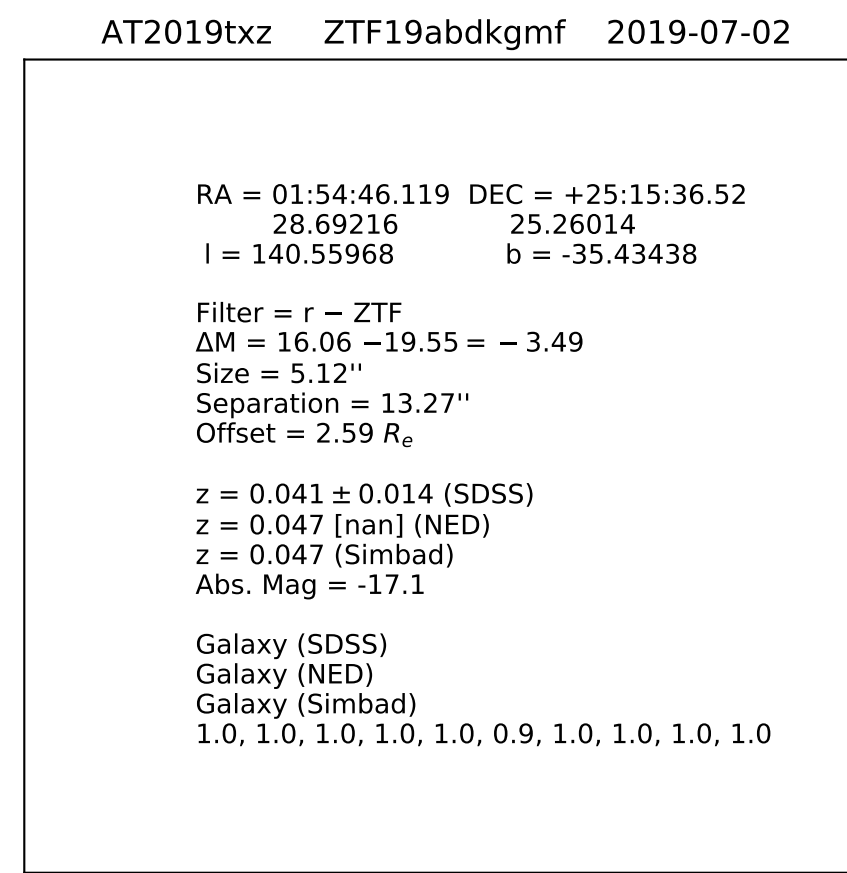 AT2019txz ZTF19abdkgmf 2019-07-02
RA = 01:54:46.119 DEC = +25:15:36.52
28.69216 25.26014
l = 140.55968 b = -35.43438
Filter = r − ZTF
ΔM = 16.06 −19.55 = − 3.49
Size = 5.12''
Separation = 13.27''
Offset = 2.59 Rₑ
z = 0.041 ± 0.014 (SDSS)
z = 0.047 [nan] (NED)
z = 0.047 (Simbad)
Abs. Mag = -17.1
Galaxy (SDSS)
Galaxy (NED)
Galaxy (Simbad)
1.0, 1.0, 1.0, 1.0, 1.0, 0.9, 1.0, 1.0, 1.0, 1.0